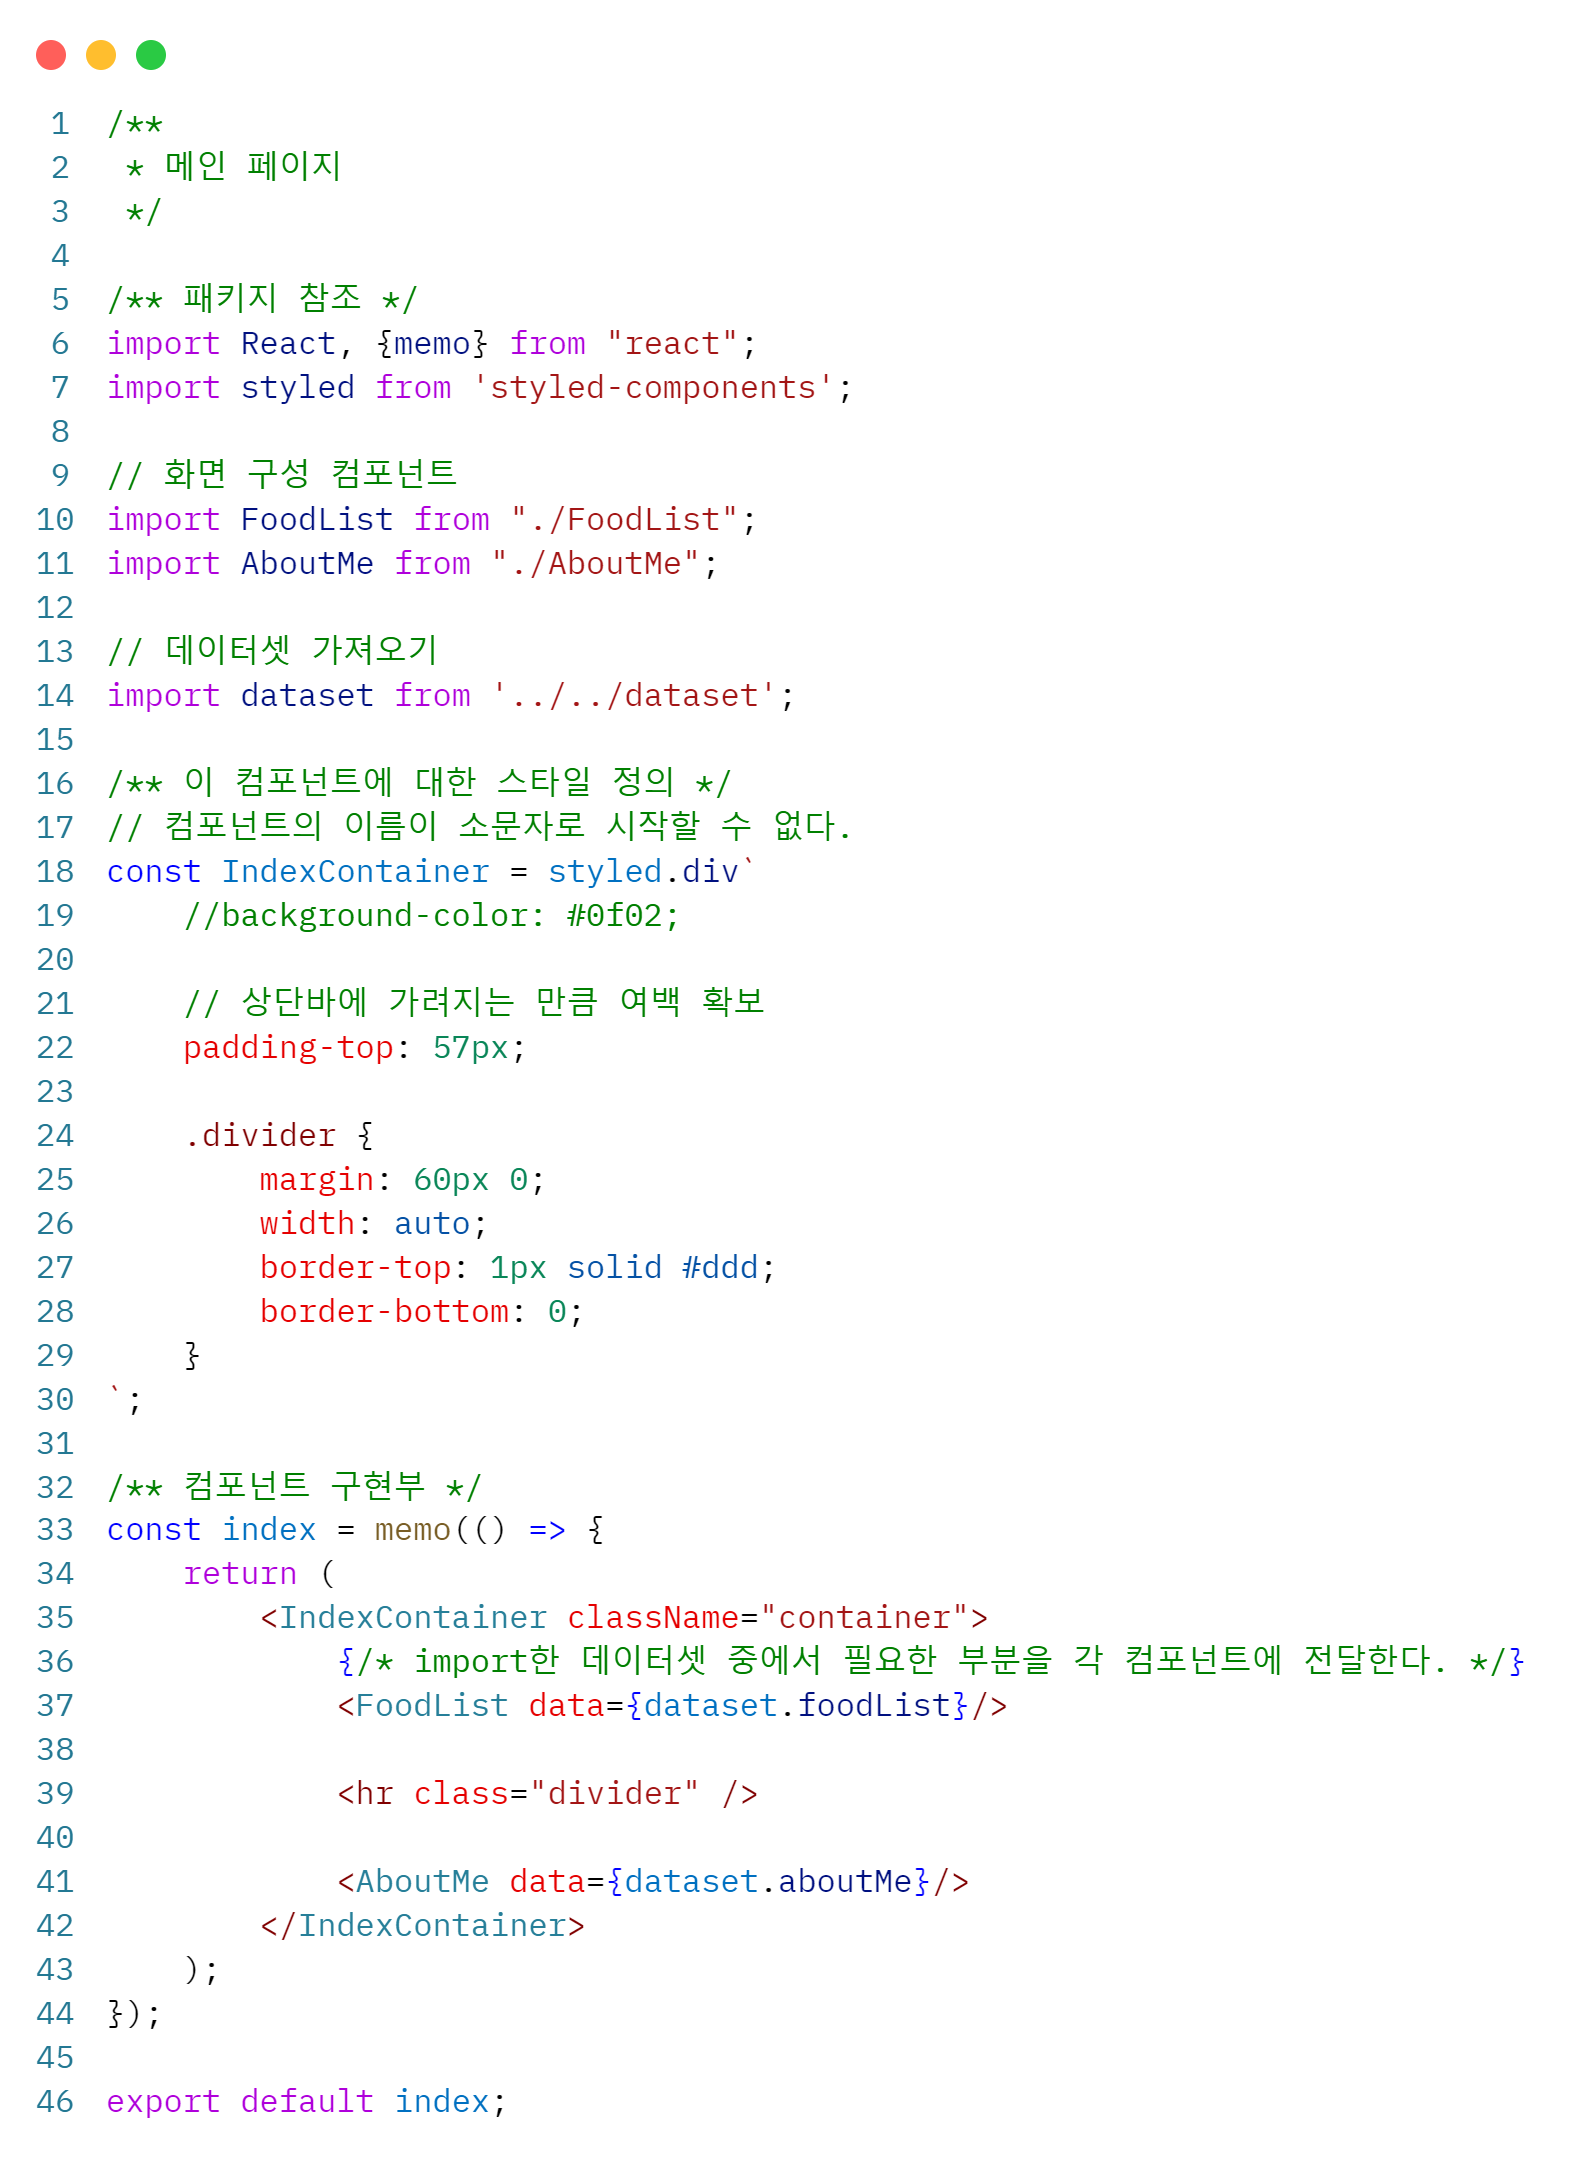 1 /**
2  * 메인 페이지
3  */
4
5 /** 패키지 참조 */
6 import React, {memo} from "react";
7 import styled from 'styled-components';
8
9 // 화면 구성 컴포넌트
10 import FoodList from "./FoodList";
11 import AboutMe from "./AboutMe";
12
13 // 데이터셋 가져오기
14 import dataset from '../../dataset';
15
16 /** 이 컴포넌트에 대한 스타일 정의 */
17 // 컴포넌트의 이름이 소문자로 시작할 수 없다.
18 const IndexContainer = styled.div`
19     //background-color: #0f02;
20
21     // 상단바에 가려지는 만큼 여백 확보
22     padding-top: 57px;
23
24     .divider {
25         margin: 60px 0;
26         width: auto;
27         border-top: 1px solid #ddd;
28         border-bottom: 0;
29     }
30 `;
31
32 /** 컴포넌트 구현부 */
33 const index = memo(() => {
34     return (
35         <IndexContainer className="container">
36             {/* import한 데이터셋 중에서 필요한 부분을 각 컴포넌트에 전달한다. */}
37             <FoodList data={dataset.foodList}/>
38
39             <hr class="divider" />
40
41             <AboutMe data={dataset.aboutMe}/>
42         </IndexContainer>
43     );
44 });
45
46 export default index;